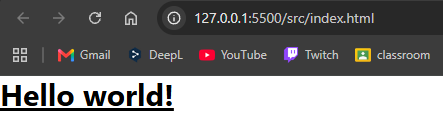 127.0.0.1:5500/src/index.html
Gmail DeepL YouTube Twitch classroom
Hello world!